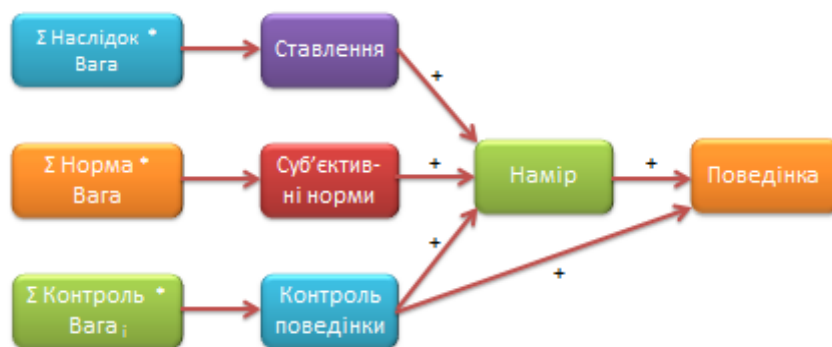 Σ Наслідок *
Вага
Ставлення
+
Σ Норма *
Вага
Суб’єктив-
ні норми
+
Намір
+
Поведінка
+
+
Σ Контроль *
Вага i
Контроль
поведінки